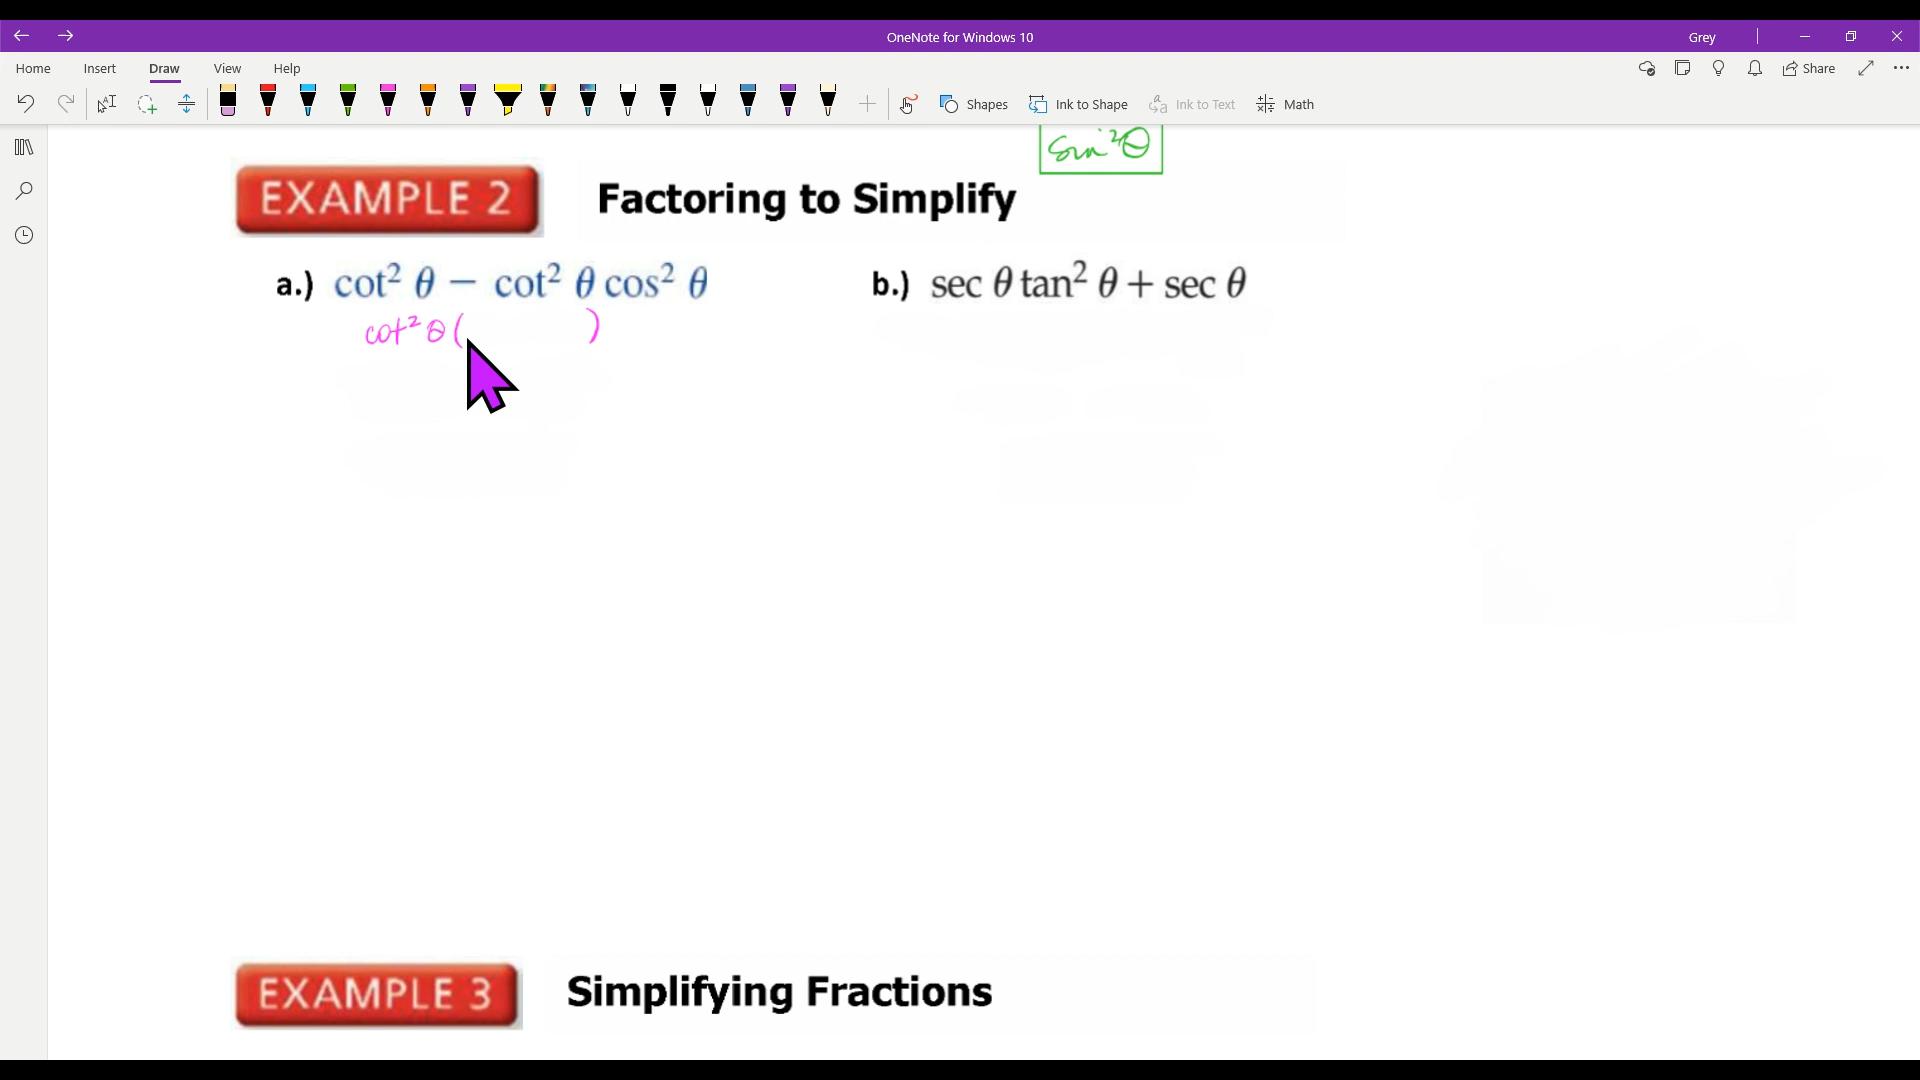 OneNote for Windows 10
Grey
Home Insert Draw View Help
Share
Shapes Ink to Shape Ink to Text Math
sin²θ
EXAMPLE 2 Factoring to Simplify
a.) cot² θ − cot² θ cos² θ b.) sec θ tan² θ + sec θ
cot² θ ( )
EXAMPLE 3 Simplifying Fractions